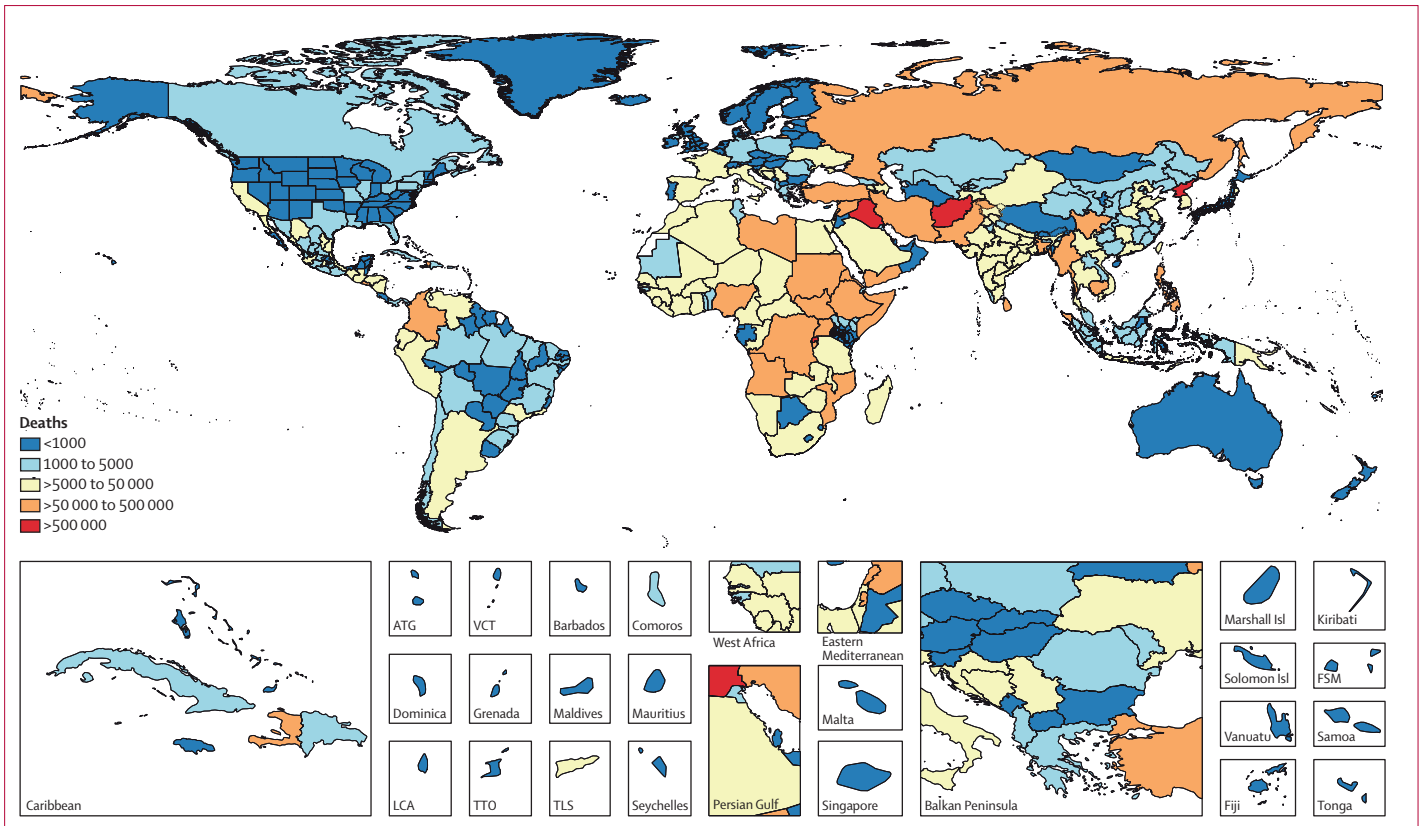 Deaths
<1000
1000 to 5000
>5000 to 50 000
>50 000 to 500 000
>500 000
Caribbean
ATG
VCT
Barbados
Comoros
Dominica
Grenada
Maldives
Mauritius
LCA
TTO
TLS
Seychelles
West Africa
Eastern
Mediterranean
Persian Gulf
Malta
Singapore
Balkan Peninsula
Marshall Isl
Kiribati
Solomon Isl
FSM
Vanuatu
Samoa
Fiji
Tonga